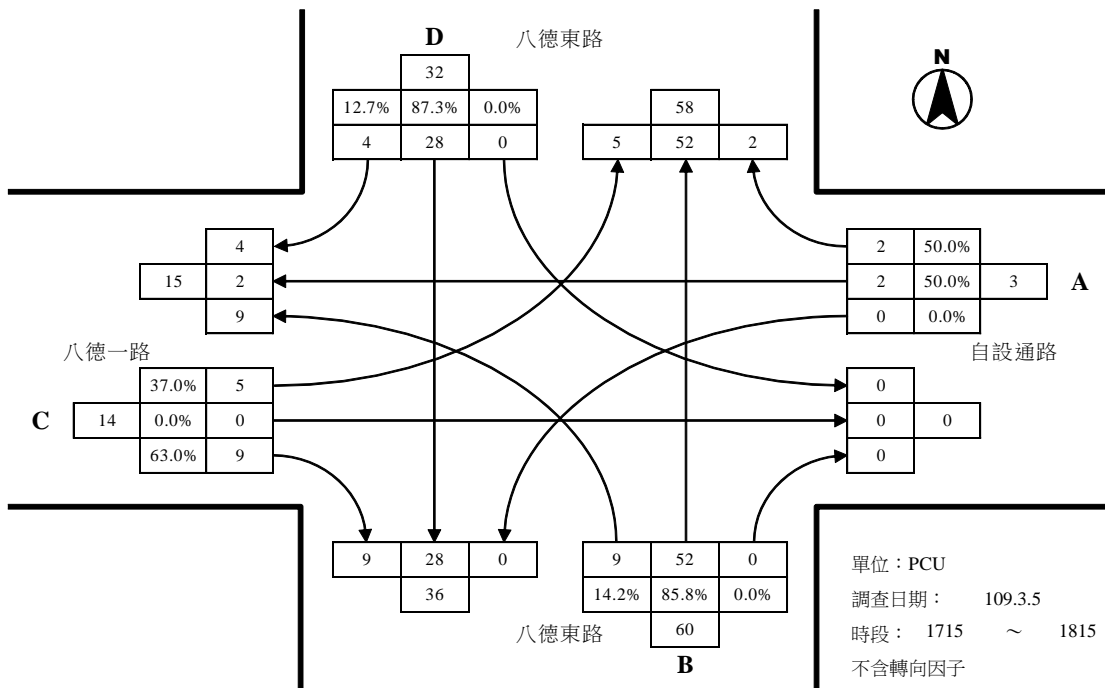 D 八德東路
N
32
12.7% 87.3% 0.0%
4 28 0
58
5 52 2
4
15 2
9
2 50.0%
2 50.0% 3
0 0.0%
A
八德一路
自設通路
37.0% 5
C 14 0.0% 0
63.0% 9
0
0 0
0
9 28 0
36
9 52 0
14.2% 85.8% 0.0%
60
八德東路
B
單位：PCU
調查日期： 109.3.5
時段： 1715 ～ 1815
不含轉向因子